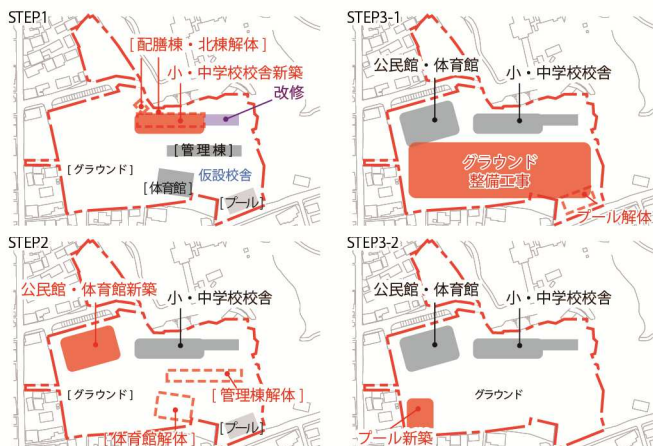 STEP1
[配膳棟・北棟解体]
小・中学校校舎新築
改修
[管理棟]
[グラウンド]
仮設校舎
[体育館]
[プール]
STEP3-1
公民館・体育館
小・中学校校舎
グラウンド
整備工事
プール解体
STEP2
公民館・体育館新築
小・中学校校舎
[グラウンド]
[管理棟解体]
[体育館解体]
[プール]
STEP3-2
公民館・体育館
小・中学校校舎
グラウンド
プール新築